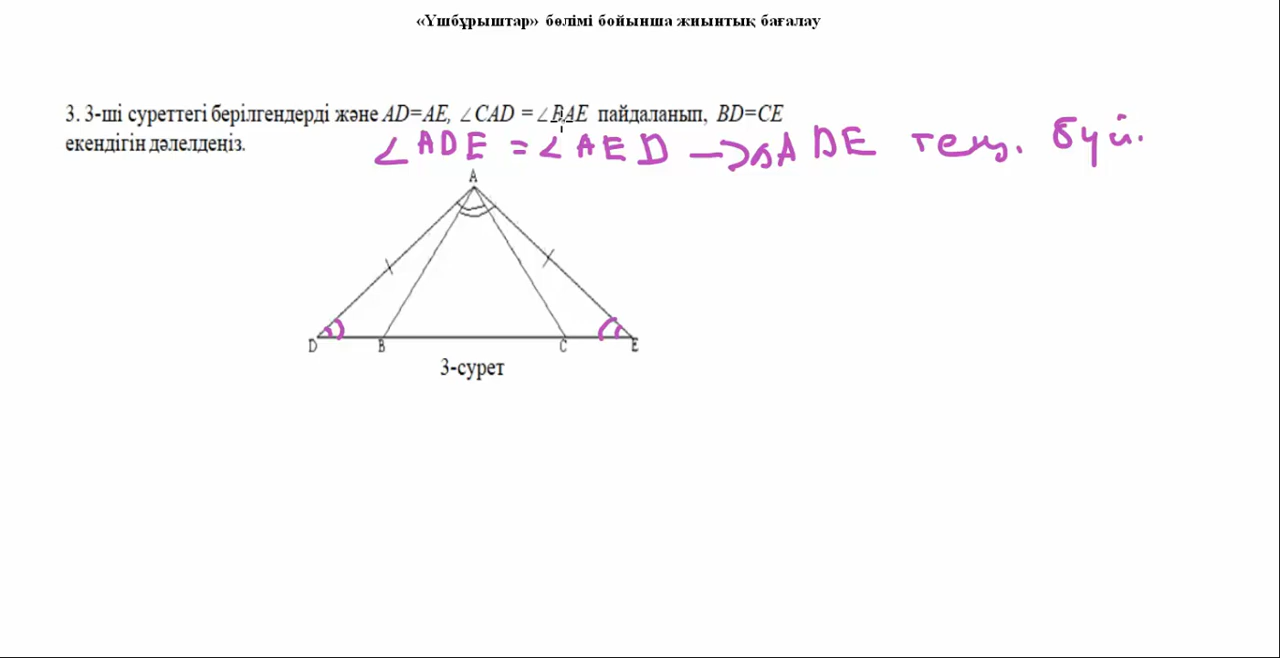 «Үшбұрыштар» бөлімі бойынша жиынтық бағалау
3. 3-ші суреттегі берілгендерді және AD=AE, ∠CAD = ∠BAE пайдаланып, BD=CE
екендігін дәлелдеңіз.
∠ADE = ∠AED → △ADE тең. бүй.
A
D B C E
3-сурет